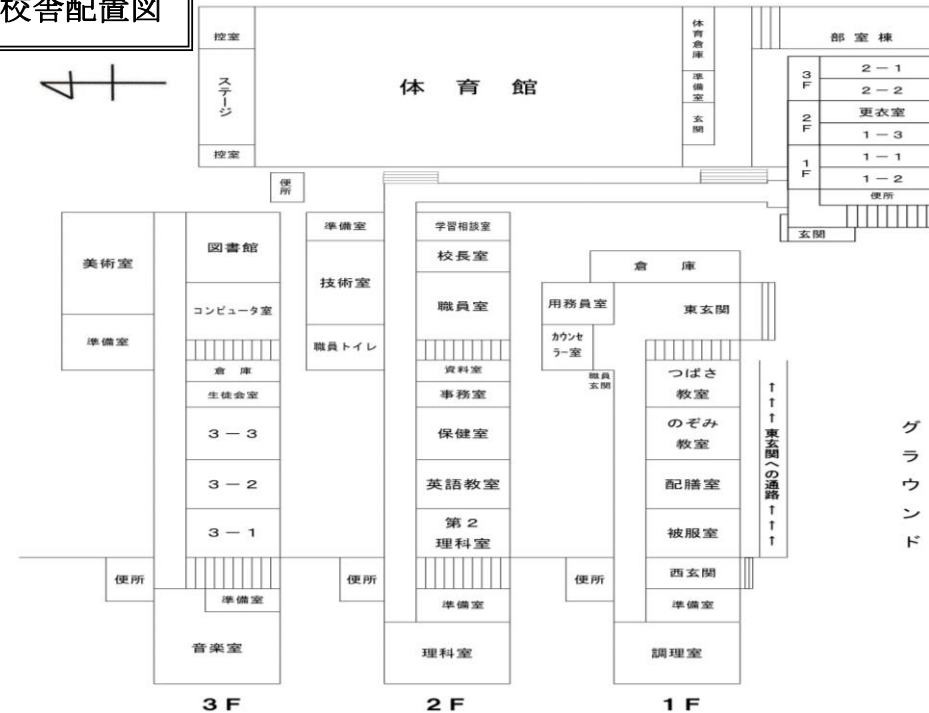 校舎配置図
控室
ステージ
控室
体育館
体育倉庫
準備室
玄関
部室棟
3F
2-1
2-2
2F
更衣室
1-3
1F
1-1
1-2
便所
玄関
便所
美術室
準備室
図書館
コンピュータ室
倉庫
生徒会室
3-3
3-2
3-1
便所
準備室
音楽室
3F
準備室
技術室
職員トイレ
学習相談室
校長室
職員室
資料室
事務室
保健室
英語教室
第2
理科室
便所
準備室
理科室
2F
倉庫
用務員室
東玄関
カウンセ
ラー室
職員
玄関
つばさ
教室
のぞみ
教室
配膳室
被服室
西玄関
便所
準備室
調理室
1F
↑↑↑東玄関への通路↑↑↑
グラウンド